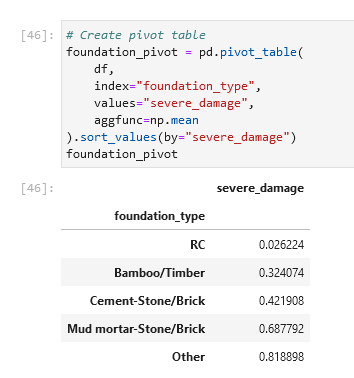 [46]: # Create pivot table
foundation_pivot = pd.pivot_table(
    df,
    index="foundation_type",
    values="severe_damage",
    aggfunc=np.mean
).sort_values(by="severe_damage")
foundation_pivot
[46]: severe_damage
foundation_type
RC 0.026224
Bamboo/Timber 0.324074
Cement-Stone/Brick 0.421908
Mud mortar-Stone/Brick 0.687792
Other 0.818898